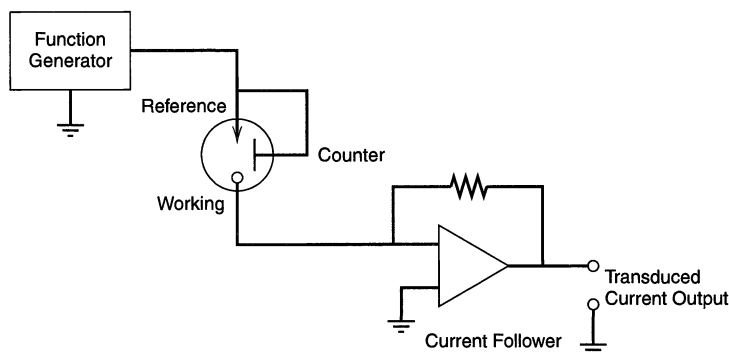 Function
Generator
Reference
Counter
Working
Transduced
Current Output
Current Follower